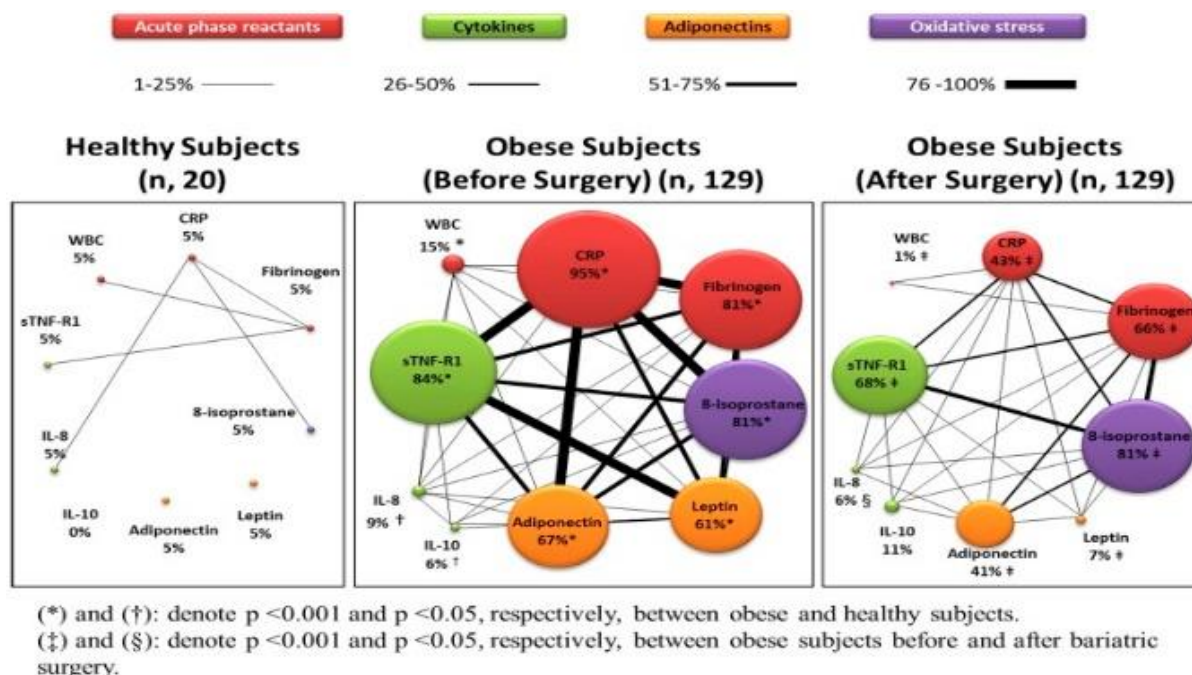 Acute phase reactants Cytokines Adiponectins Oxidative stress
1-25% 26-50% 51-75% 76 -100%
Healthy Subjects
(n, 20)
CRP
5%
WBC
5%
Fibrinogen
5%
sTNF-R1
5%
8-isoprostane
5%
IL-8
5%
IL-10
0%
Adiponectin
5%
Leptin
5%
Obese Subjects
(Before Surgery) (n, 129)
WBC
15% *
CRP
95%*
Fibrinogen
81%*
sTNF-R1
84%*
8-isoprostane
81%*
IL-8
9% †
IL-10
6% †
Adiponectin
67%*
Leptin
61%*
Obese Subjects
(After Surgery) (n, 129)
WBC
1% ‡
CRP
43% ‡
Fibrinogen
66% ‡
sTNF-R1
68% ‡
8-isoprostane
81% ‡
IL-8
6% §
IL-10
11%
Adiponectin
41% ‡
Leptin
7% ‡
(*) and (†): denote p <0.001 and p <0.05, respectively, between obese and healthy subjects.
(‡) and (§): denote p <0.001 and p <0.05, respectively, between obese subjects before and after bariatric
surgery.